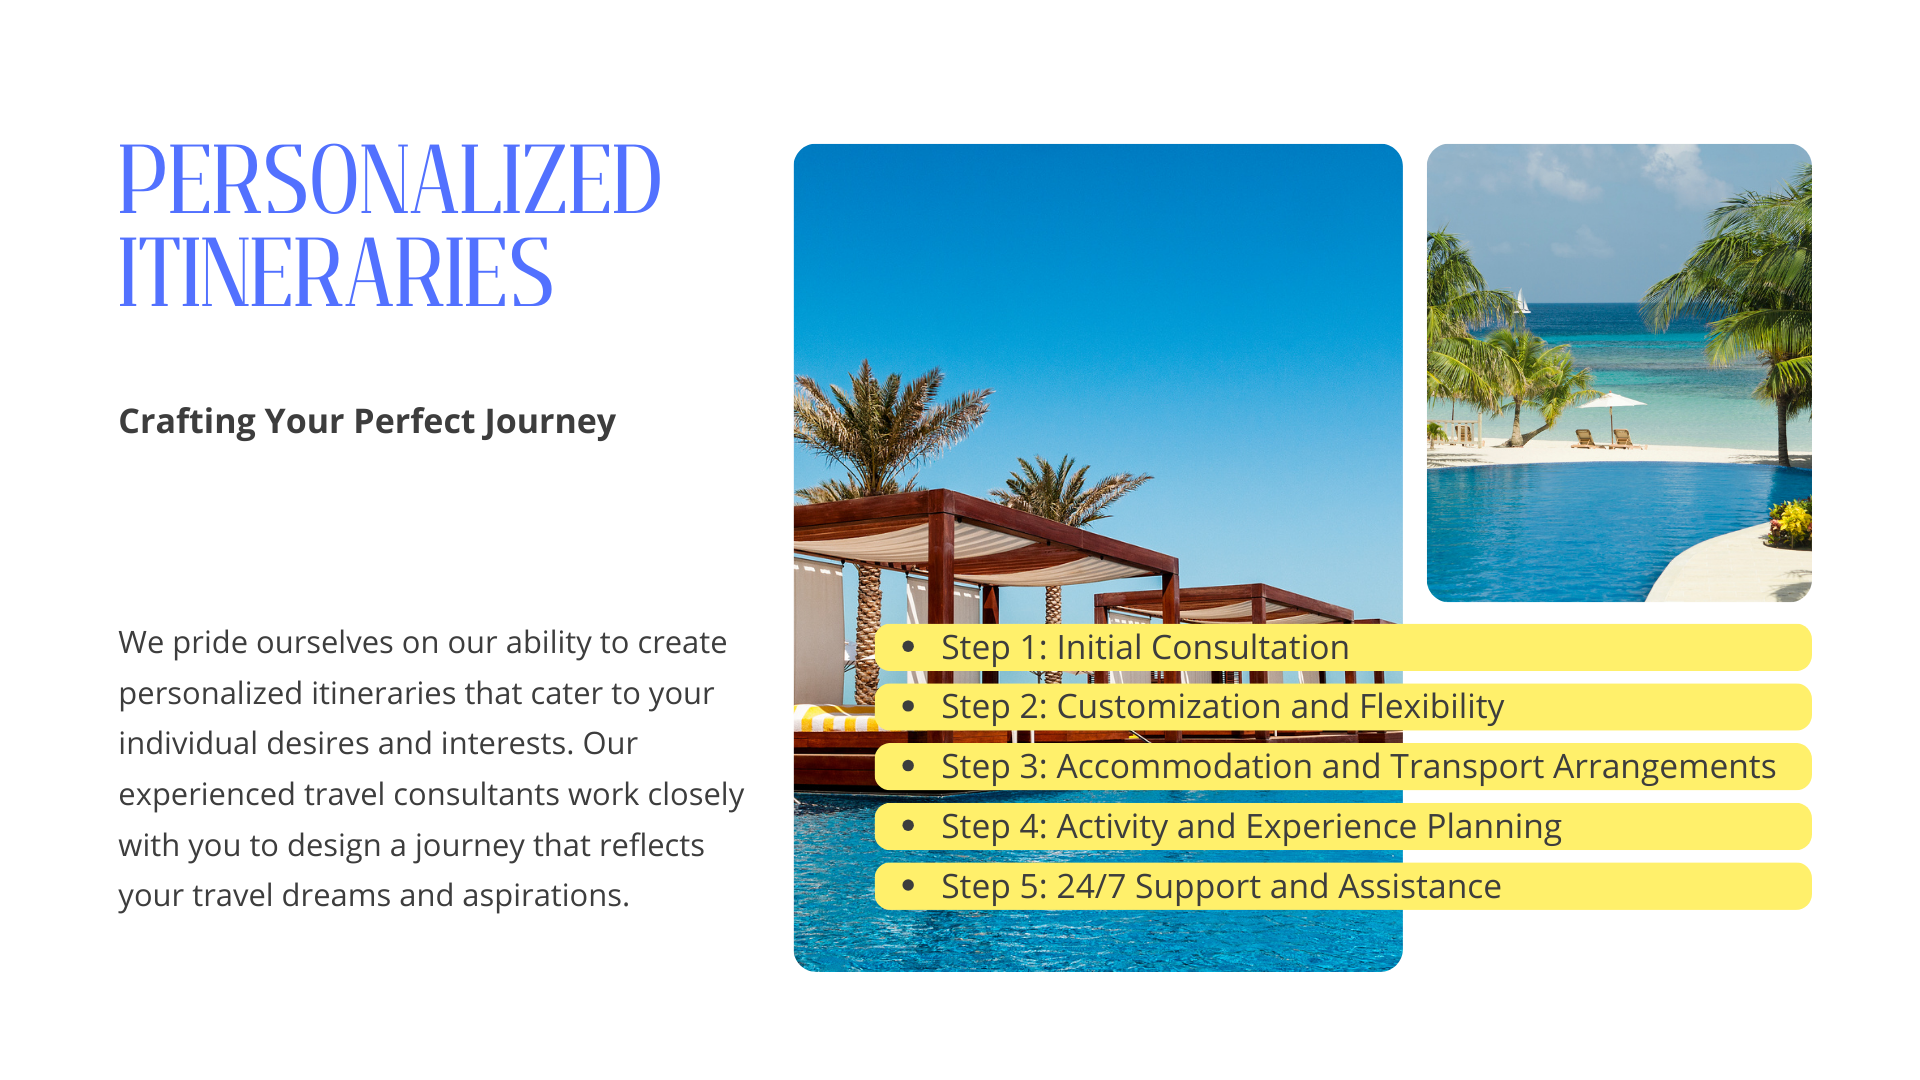 PERSONALIZED
ITINERARIES
Crafting Your Perfect Journey
We pride ourselves on our ability to create
personalized itineraries that cater to your
individual desires and interests. Our
experienced travel consultants work closely
with you to design a journey that reflects
your travel dreams and aspirations.
• Step 1: Initial Consultation
• Step 2: Customization and Flexibility
• Step 3: Accommodation and Transport Arrangements
• Step 4: Activity and Experience Planning
• Step 5: 24/7 Support and Assistance